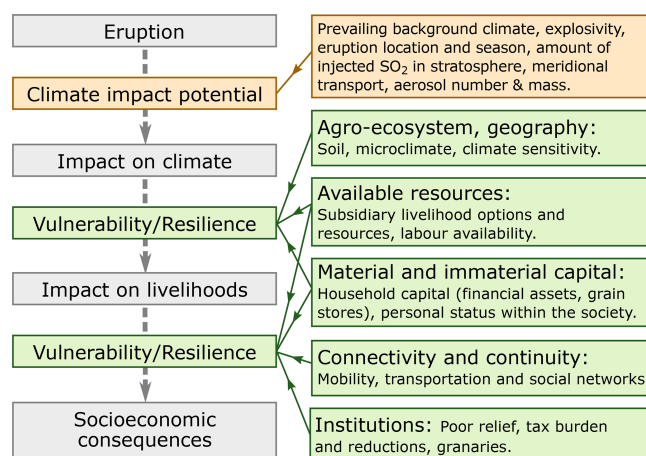 Eruption
Climate impact potential
Impact on climate
Vulnerability/Resilience
Impact on livelihoods
Vulnerability/Resilience
Socioeconomic
consequences
Prevailing background climate, explosivity,
eruption location and season, amount of
injected SO₂ in stratosphere, meridional
transport, aerosol number & mass.
Agro-ecosystem, geography:
Soil, microclimate, climate sensitivity.
Available resources:
Subsidiary livelihood options and
resources, labour availability.
Material and immaterial capital:
Household capital (financial assets, grain
stores), personal status within the society.
Connectivity and continuity:
Mobility, transportation and social networks
Institutions: Poor relief, tax burden
and reductions, granaries.